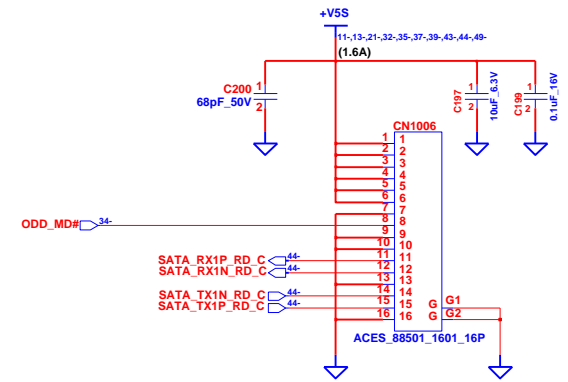 +V5S
11-,13-,21-,32-,35-,37-,39-,43-,44-,49-
(1.6A)
C200
68pF_50V
1
2
C197
1
2
10uF_6.3V
C199
1
2
0.1uF_16V
CN1006
1 1
2 2
3 3
4 4
5 5
6 6
7 7
ODD_MD# 34- 8 8
9 9
10 10
SATA_RX1P_RD_C 44- 11 11
SATA_RX1N_RD_C 44- 12 12
13 13
SATA_TX1N_RD_C 44- 14 14
SATA_TX1P_RD_C 44- 15 15 G G1
16 16 G G2
ACES_88501_1601_16P